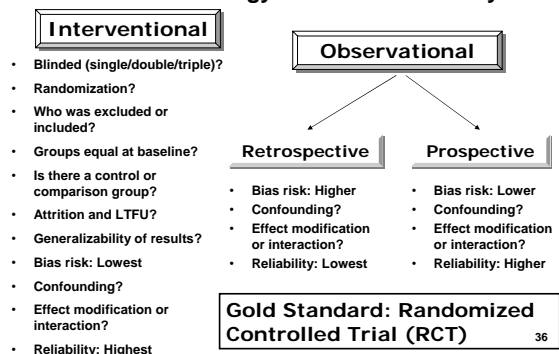 Interventional
• Blinded (single/double/triple)?
• Randomization?
• Who was excluded or
included?
• Groups equal at baseline?
• Is there a control or
comparison group?
• Attrition and LTFU?
• Generalizability of results?
• Bias risk: Lowest
• Confounding?
• Effect modification or
interaction?
• Reliability: Highest
Observational
Retrospective
• Bias risk: Higher
• Confounding?
• Effect modification
or interaction?
• Reliability: Lowest
Prospective
• Bias risk: Lower
• Confounding?
• Effect modification
or interaction?
• Reliability: Higher
Gold Standard: Randomized
Controlled Trial (RCT)
36